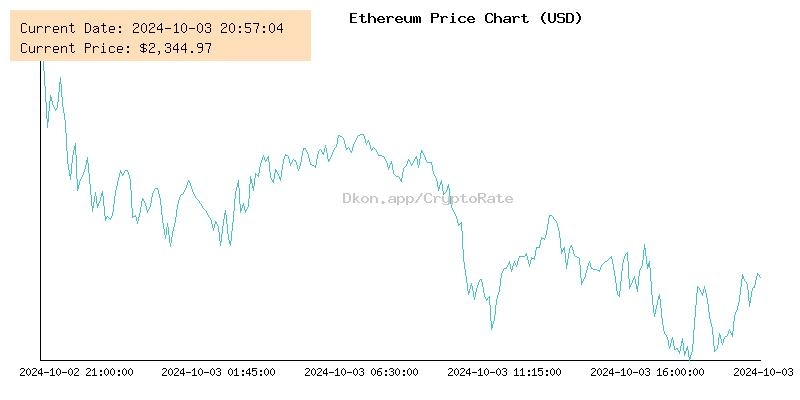 Ethereum Price Chart (USD)
Current Date: 2024-10-03 20:57:04
Current Price: $2,344.97
Dkon.app/CryptoRate
2024-10-02 21:00:00 2024-10-03 01:45:00 2024-10-03 06:30:00 2024-10-03 11:15:00 2024-10-03 16:00:00 2024-10-03